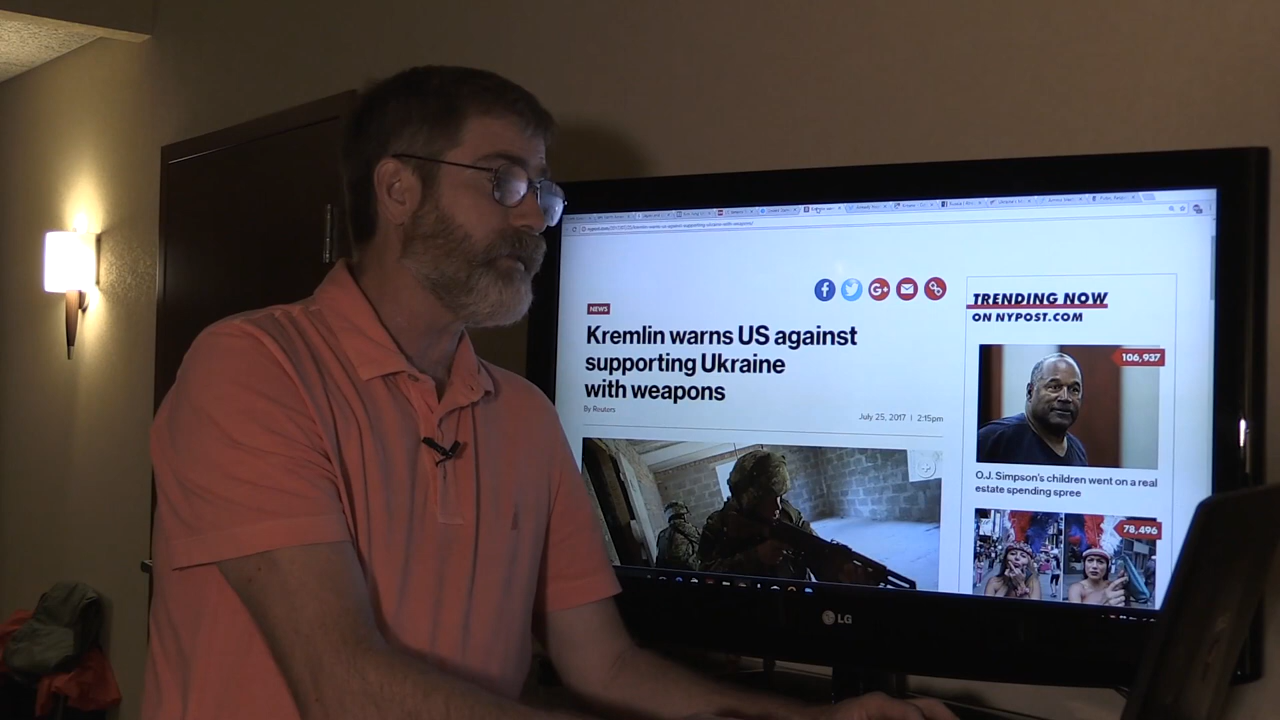 NEWS
Kremlin warns US against
supporting Ukraine
with weapons
By Reuters
July 25, 2017 | 2:15pm
TRENDING NOW
ON NYPOST.COM
106,937
O.J. Simpson's children went on a real
estate spending spree
78,496
LG